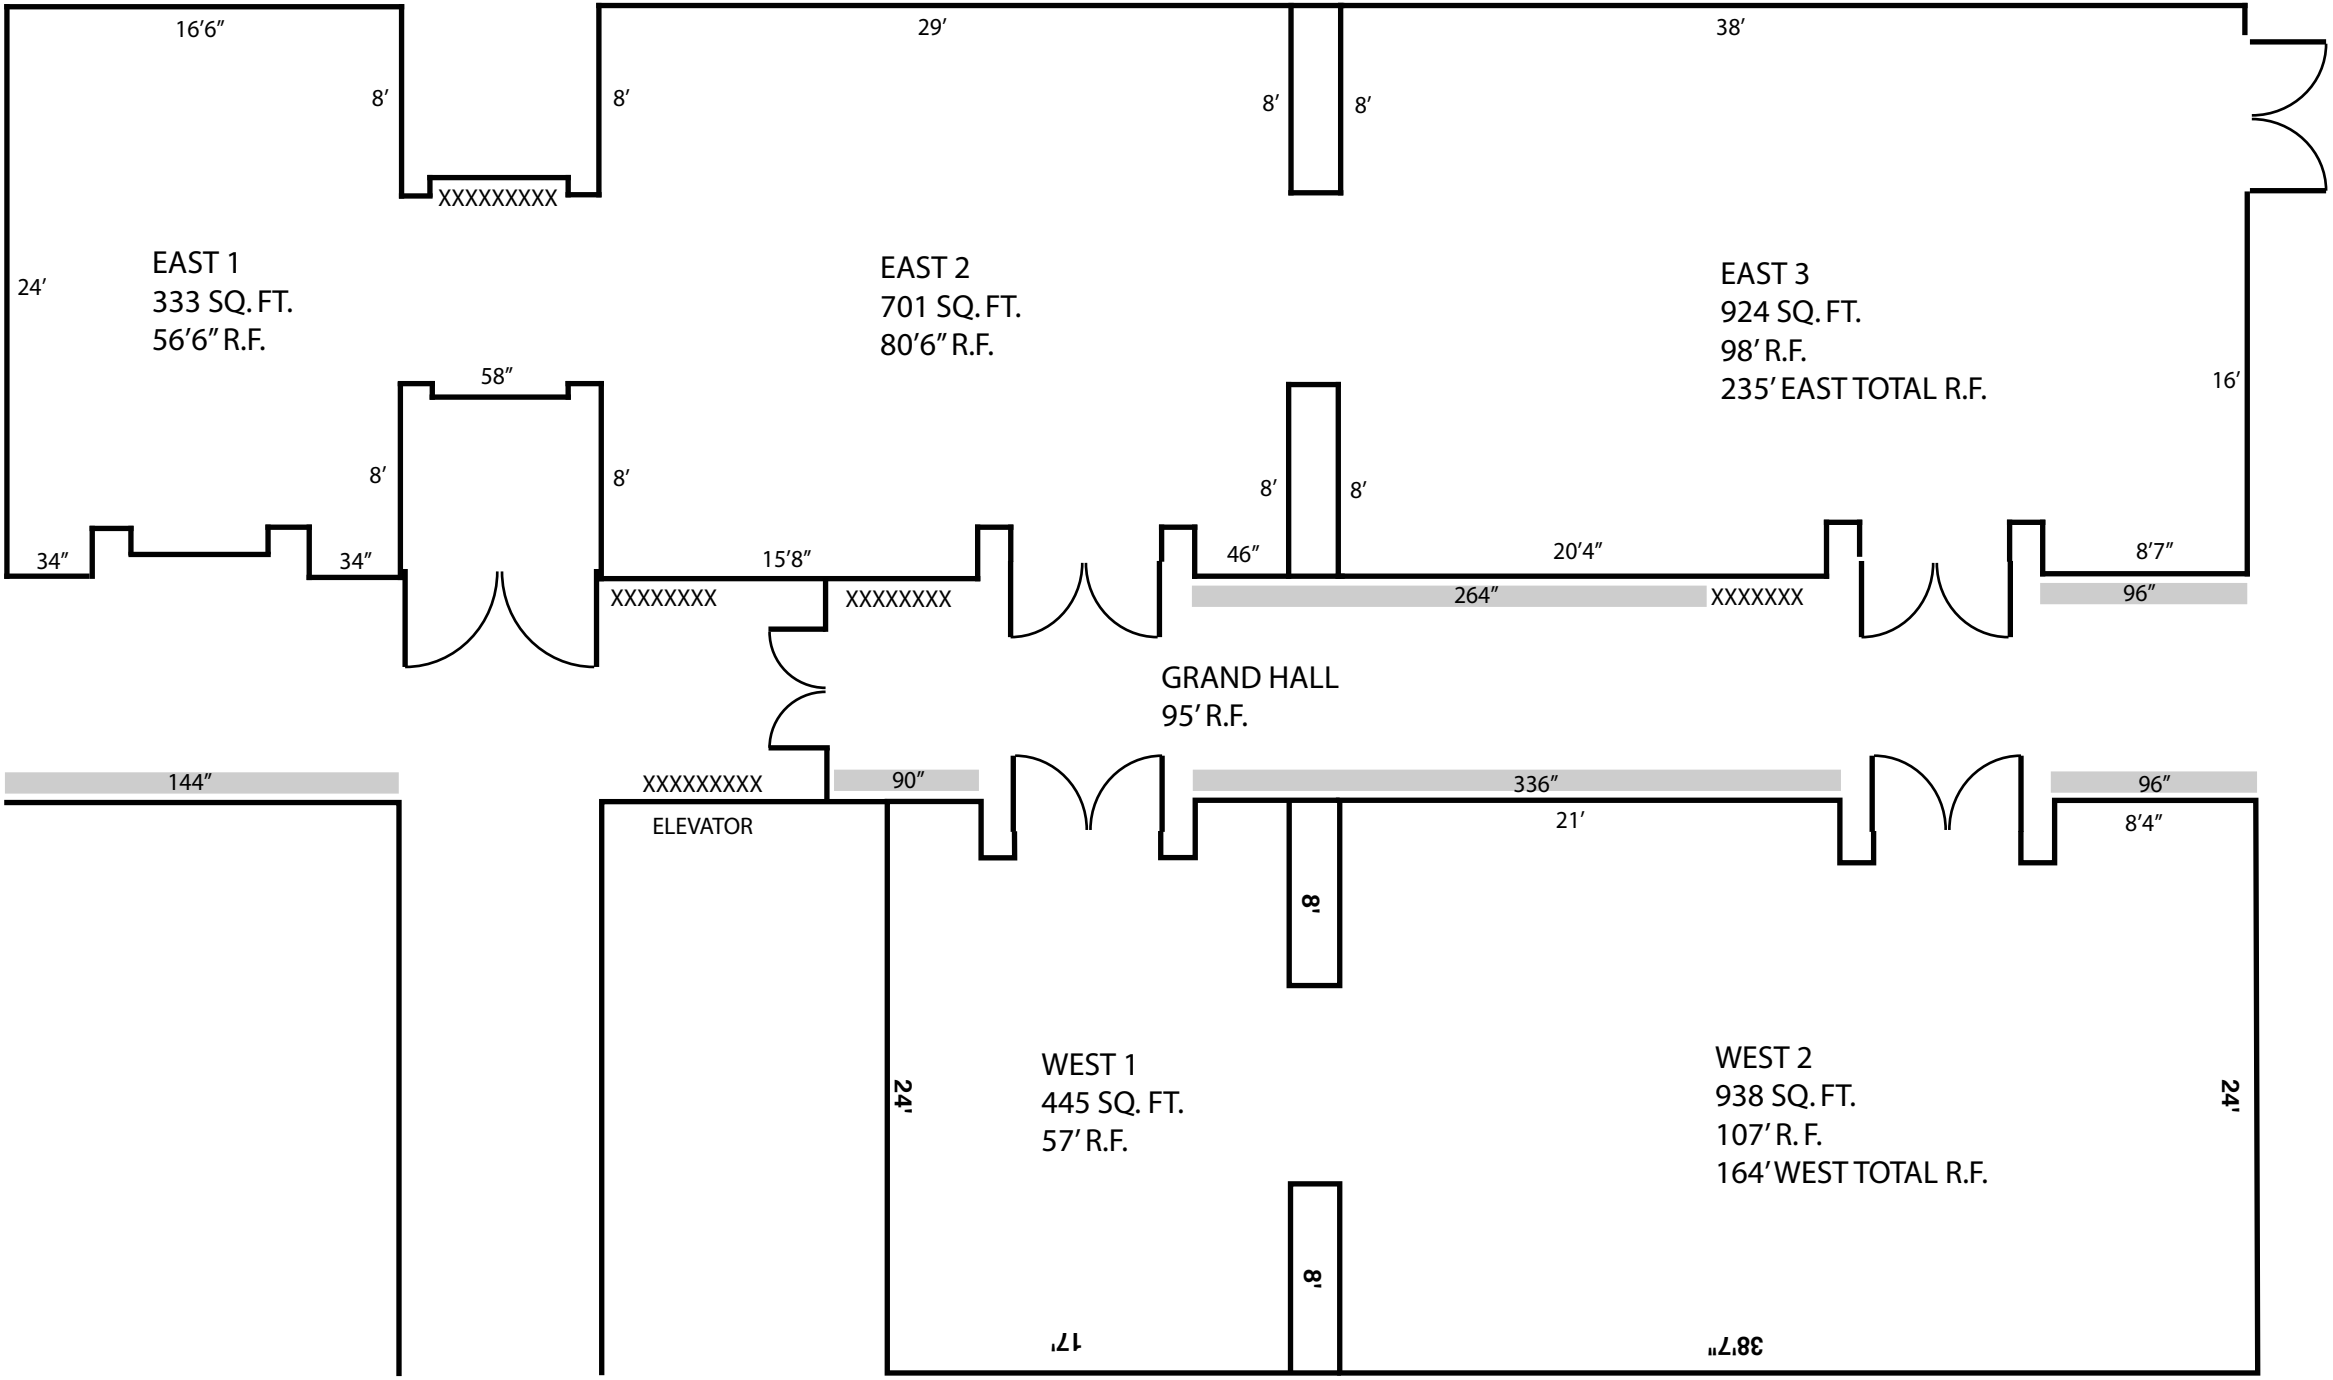 16’6”
29’
38’
8’
8’
8’
8’
XXXXXXXXX
EAST 1
333 SQ. FT.
56’6” R.F.
24’
EAST 2
701 SQ. FT.
80’6” R.F.
EAST 3
924 SQ. FT.
98’ R.F.
235’ EAST TOTAL R.F.
16’
58”
8’
8’
8’
8’
34”
34”
15’8”
46”
20’4”
8’7”
XXXXXXXX
XXXXXXXX
264”
XXXXXXX
96”
GRAND HALL
95’ R.F.
144”
XXXXXXXXX
90”
336”
96”
ELEVATOR
21’
8’4”
8'
24'
WEST 1
445 SQ. FT.
57’ R.F.
WEST 2
938 SQ. FT.
107’ R. F.
164’ WEST TOTAL R.F.
24'
8'
17'
38'7"